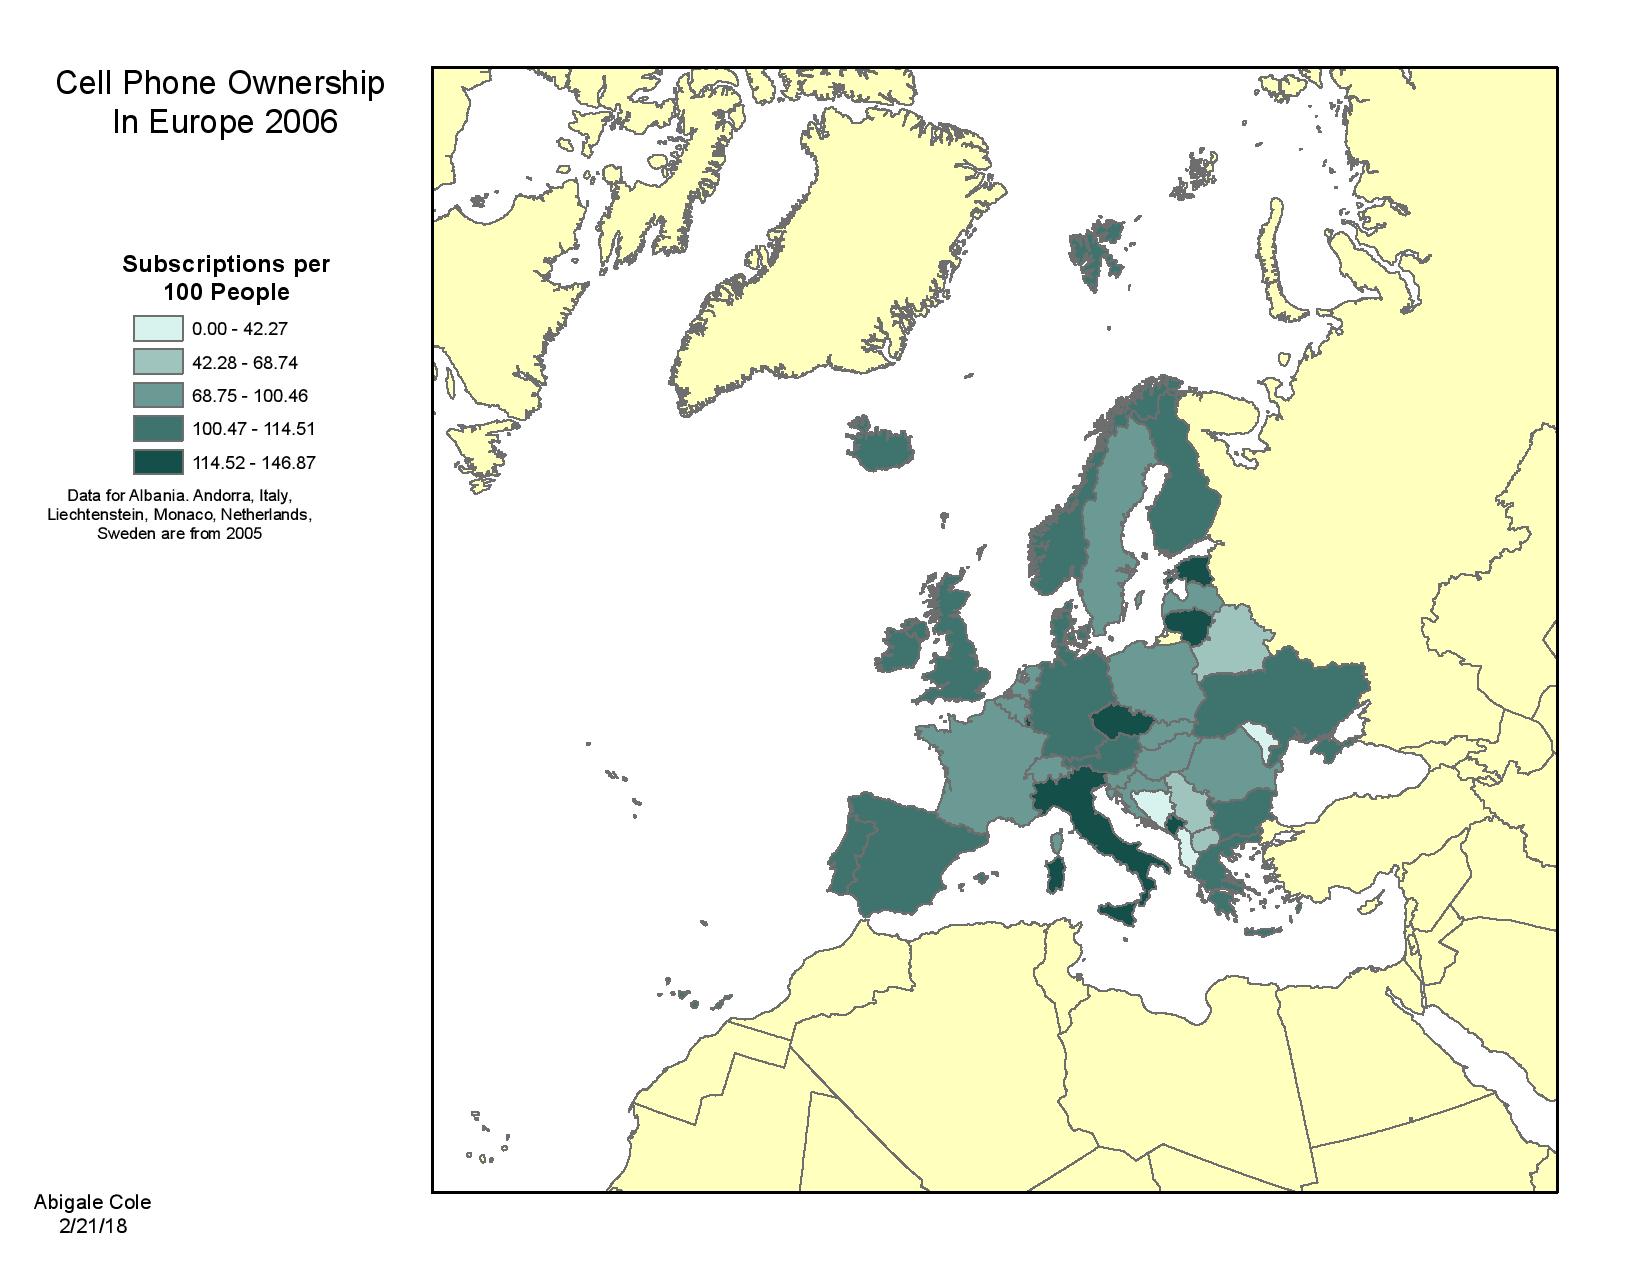 Cell Phone Ownership
In Europe 2006
Subscriptions per
100 People
0.00 - 42.27
42.28 - 68.74
68.75 - 100.46
100.47 - 114.51
114.52 - 146.87
Data for Albania. Andorra, Italy,
Liechtenstein, Monaco, Netherlands,
Sweden are from 2005
Abigale Cole
2/21/18